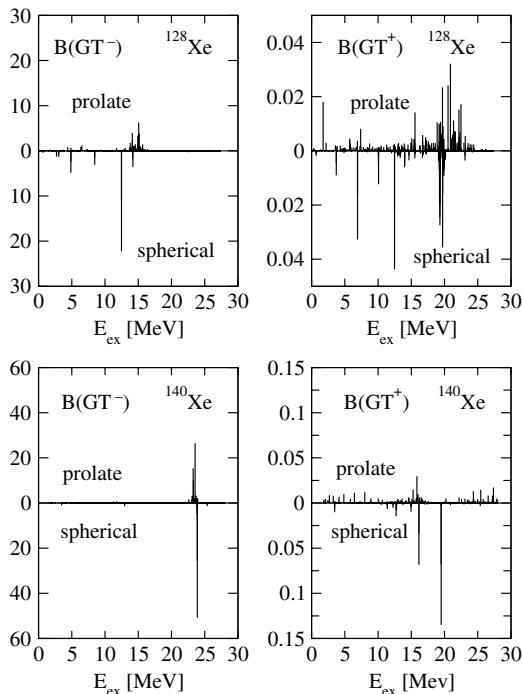 B(GT⁻) ¹²⁸Xe
prolate
spherical
30
20
10
0
10
20
30
0 5 10 15 20 25 30
E_ex [MeV]
B(GT⁺) ¹²⁸Xe
prolate
spherical
0.04
0.02
0
0.02
0.04
0 5 10 15 20 25 30
E_ex [MeV]
B(GT⁻) ¹⁴⁰Xe
prolate
spherical
60
40
20
0
20
40
60
0 5 10 15 20 25 30
E_ex [MeV]
B(GT⁺) ¹⁴⁰Xe
prolate
spherical
0.15
0.1
0.05
0
0.05
0.1
0.15
0 5 10 15 20 25 30
E_ex [Mev]